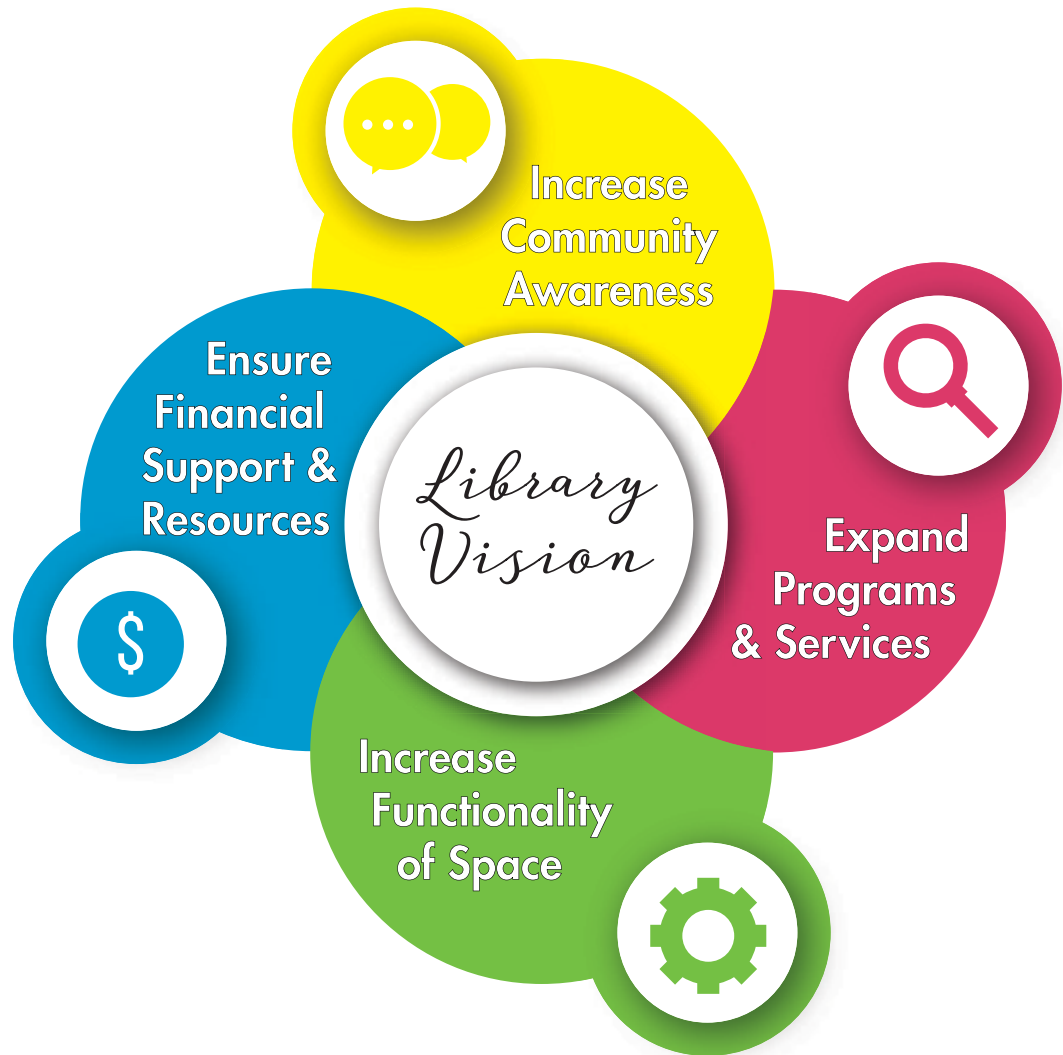 Increase
Community
Awareness
Ensure
Financial
Support &
Resources
Library
Vision
Expand
Programs
& Services
$
Increase
Functionality
of Space